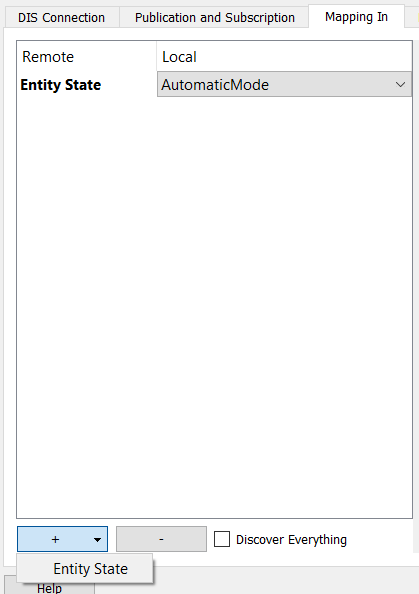 DIS Connection Publication and Subscription Mapping In
Remote Local
Entity State AutomaticMode
+ - Discover Everything
Entity State
Help